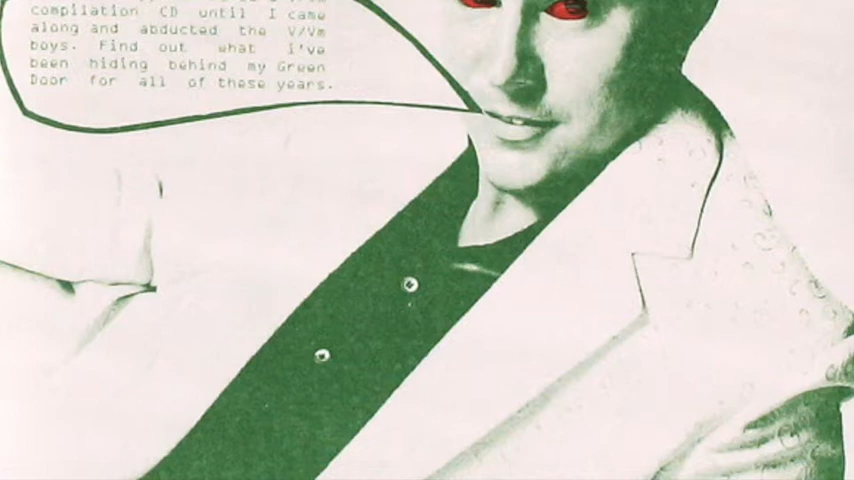 compilation CD until I came
along and abducted the V/Vm
boys. Find out what I've
been hiding behind my Green
Door for all of these years.